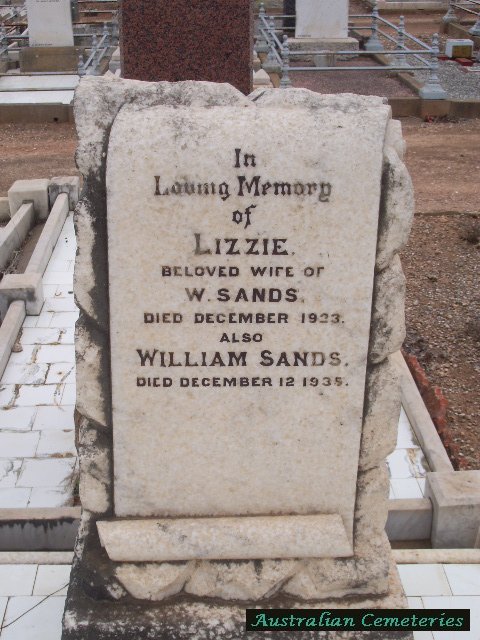 In
Loving Memory
of
LIZZIE.
BELOVED WIFE OF
W. SANDS.
DIED DECEMBER 1933.
ALSO
WILLIAM SANDS.
DIED DECEMBER 12 1935.
Australian Cemeteries